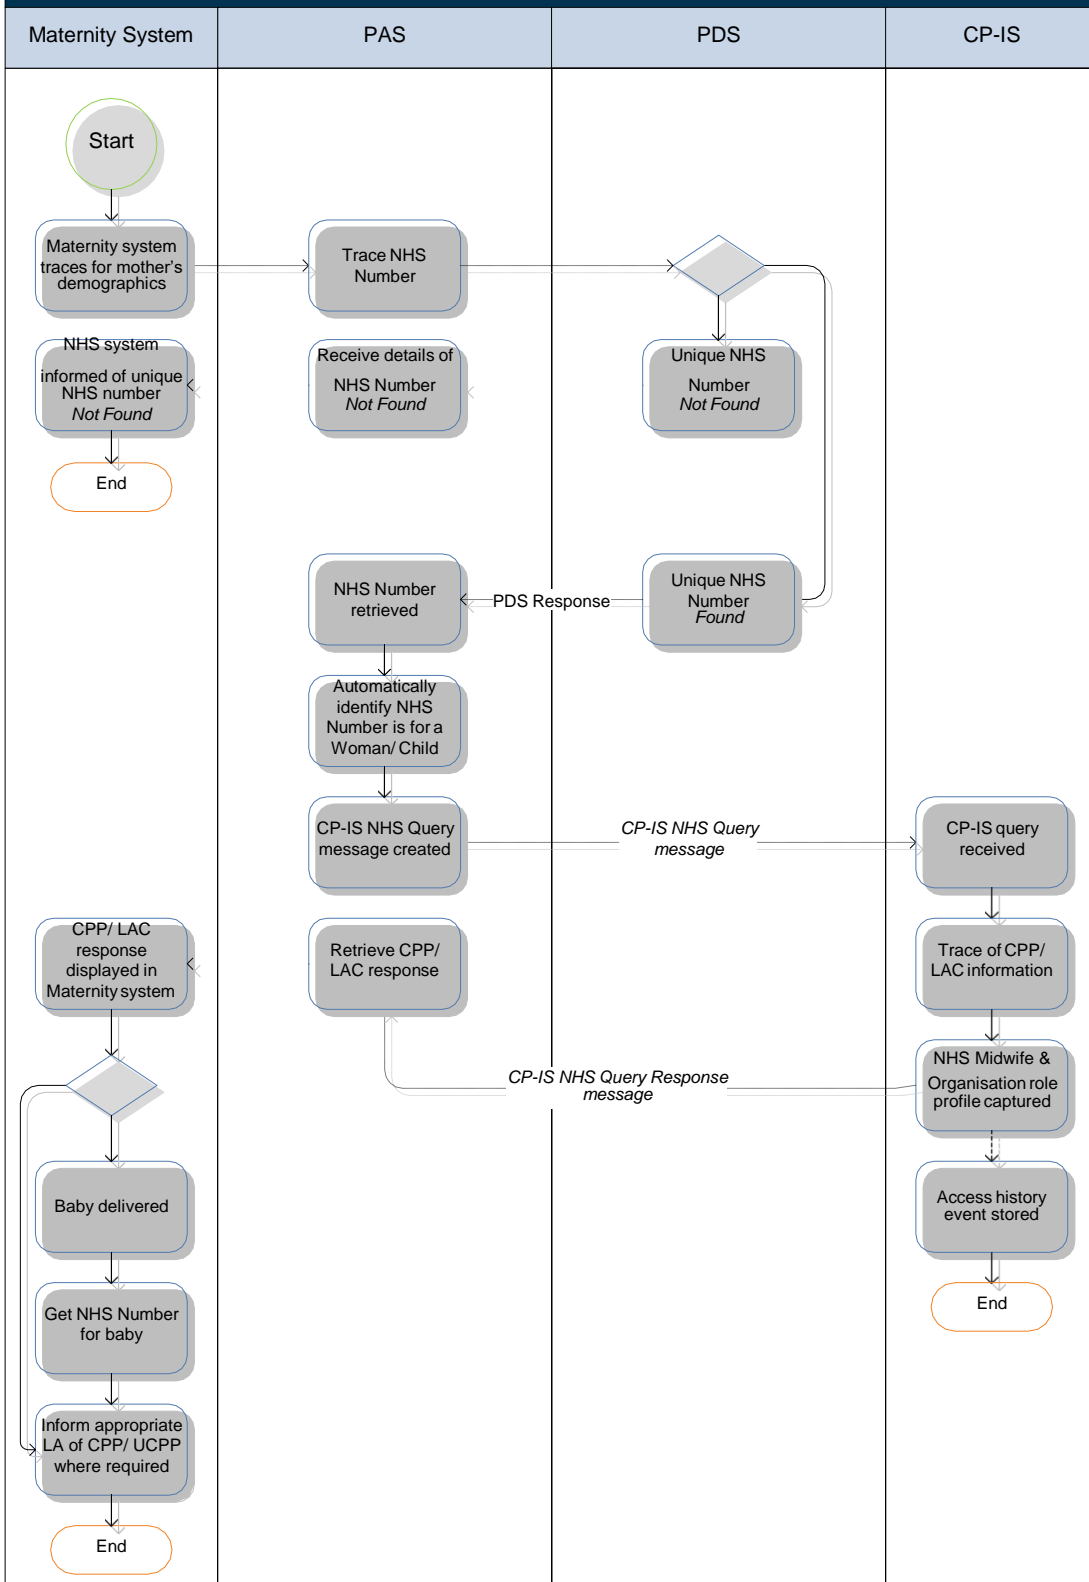 Maternity System
PAS
PDS
CP-IS
Start
Maternity system
traces for mother's
demographics
Trace NHS
Number
NHS system
informed of unique
NHS number
Not Found
Receive details of
NHS Number
Not Found
Unique NHS
Number
Not Found
End
NHS Number
retrieved
PDS Response
Unique NHS
Number
Found
Automatically
identify NHS
Number is for a
Woman/ Child
CP-IS NHS Query
message created
CP-IS NHS Query
message
CP-IS query
received
CPP/ LAC
response
displayed in
Maternity system
Retrieve CPP/
LAC response
Trace of CPP/
LAC information
CP-IS NHS Query Response
message
NHS Midwife &
Organisation role
profile captured
Baby delivered
Access history
event stored
Get NHS Number
for baby
End
Inform appropriate
LA of CPP/ UCPP
where required
End